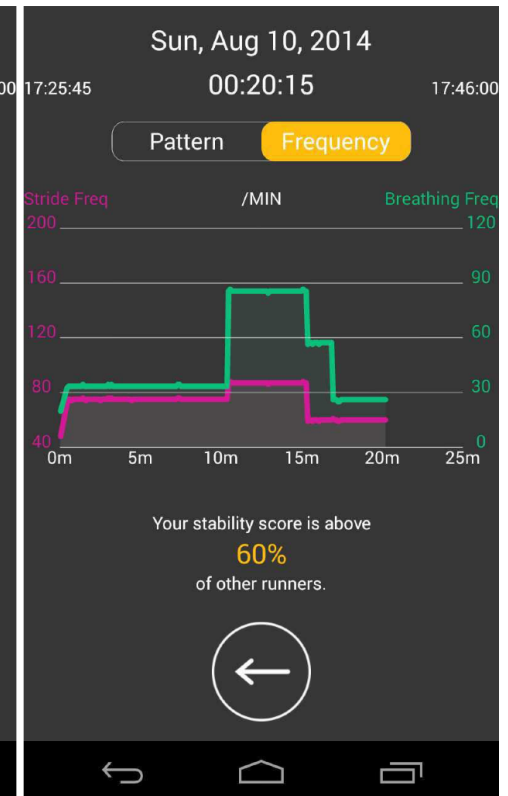 Sun, Aug 10, 2014
00 17:25:45 00:20:15 17:46:00
Pattern Frequency
Stride Freq /MIN Breathing Freq
200 120
160 90
120 60
80 30
40 0
0m 5m 10m 15m 20m 25m
Your stability score is above
60%
of other runners.